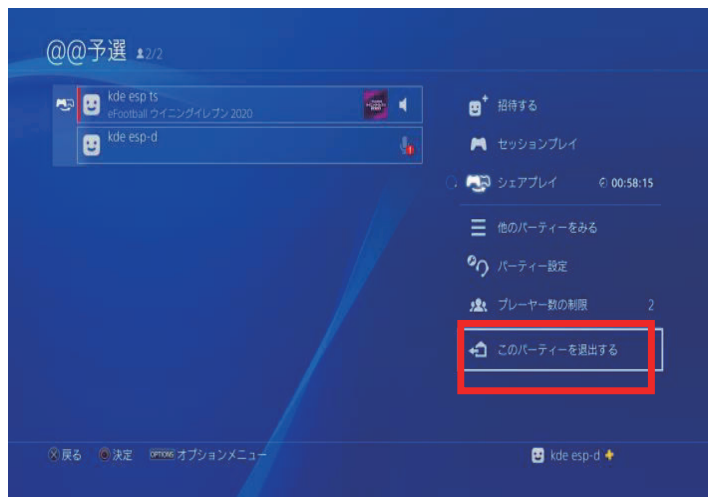 @@予選 2/2
kde esp ts
eFootball ウイニングイレブン 2020
kde esp-d
招待する
セッションプレイ
シェアプレイ 00:58:15
他のパーティーをみる
パーティー設定
プレーヤー数の制限 2
このパーティーを退出する
戻る 決定 OPTIONS オプションメニュー
kde esp-d